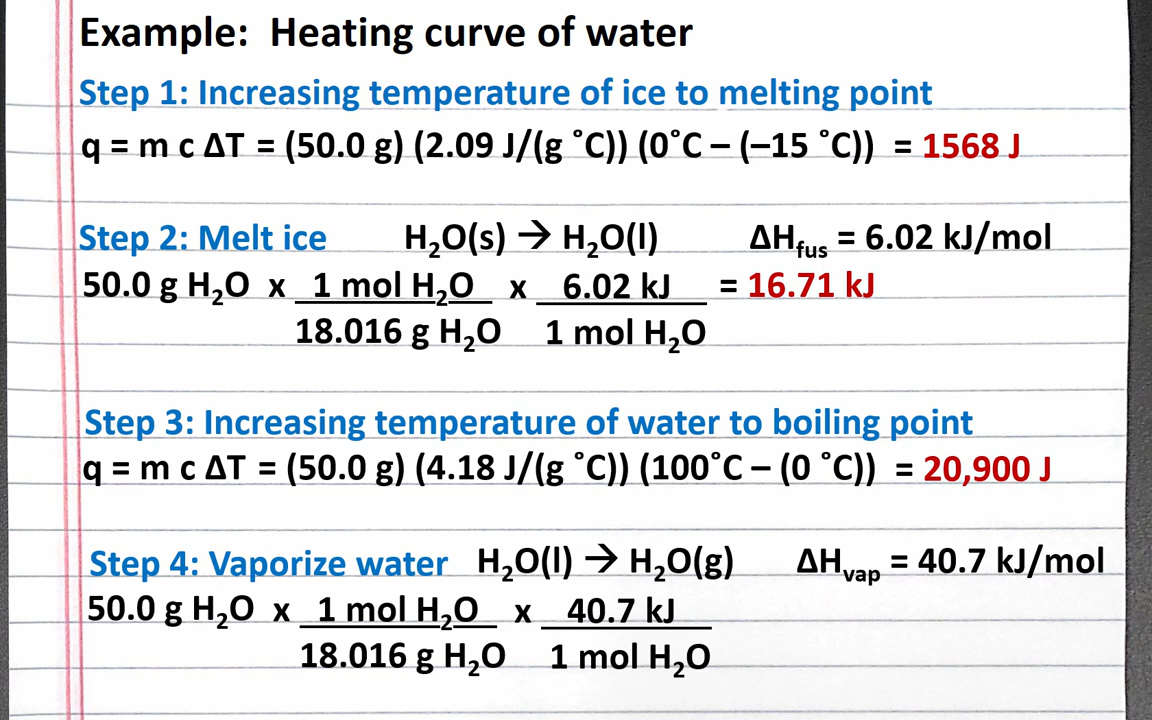 Example: Heating curve of water
Step 1: Increasing temperature of ice to melting point
q = m c ΔT = (50.0 g) (2.09 J/(g ˚C)) (0˚C – (–15 ˚C)) = 1568 J
Step 2: Melt ice H₂O(s) → H₂O(l) ΔH_fus = 6.02 kJ/mol
50.0 g H₂O x 1 mol H₂O x 6.02 kJ = 16.71 kJ
18.016 g H₂O 1 mol H₂O
Step 3: Increasing temperature of water to boiling point
q = m c ΔT = (50.0 g) (4.18 J/(g ˚C)) (100˚C – (0 ˚C)) = 20,900 J
Step 4: Vaporize water H₂O(l) → H₂O(g) ΔH_vap = 40.7 kJ/mol
50.0 g H₂O x 1 mol H₂O x 40.7 kJ
18.016 g H₂O 1 mol H₂O